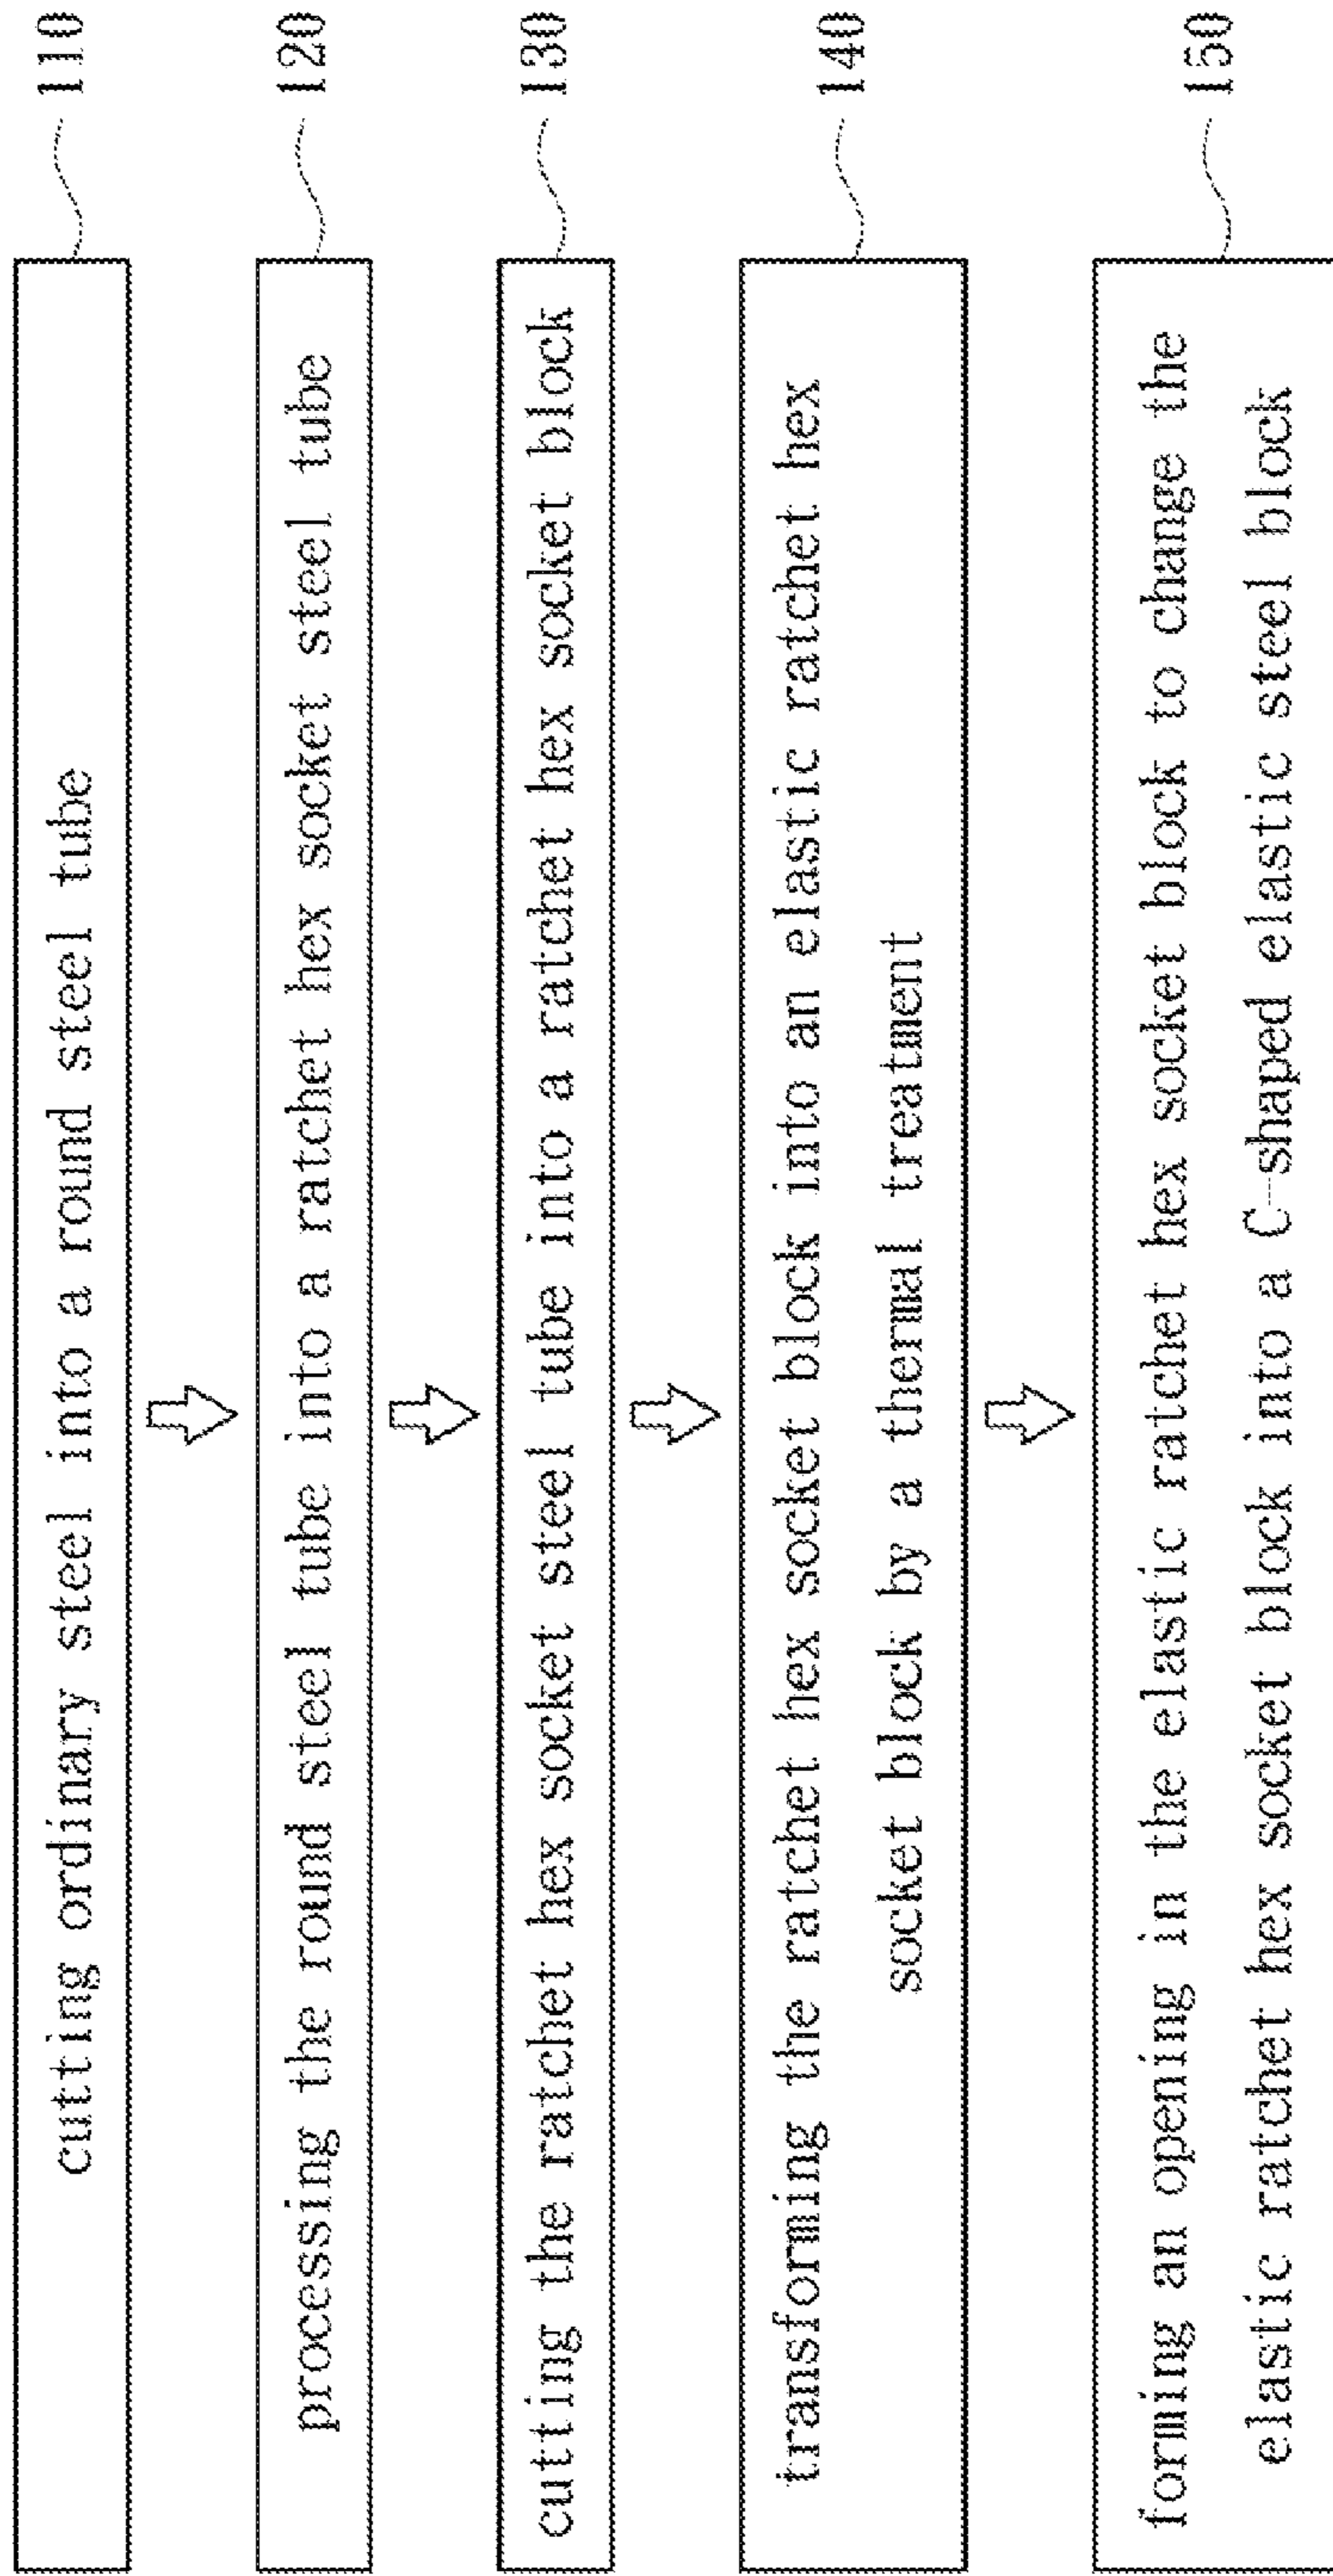 cutting ordinary steel into a round steel tube
110
processing the round steel tube into a ratchet hex socket steel tube
120
cutting the ratchet hex socket steel tube into a ratchet hex socket block
130
transforming the ratchet hex socket block into an elastic ratchet hex
socket block by a thermal treatment
140
forming an opening in the elastic ratchet hex socket block to change the
elastic ratchet hex socket block into a C-shaped elastic steel block
150